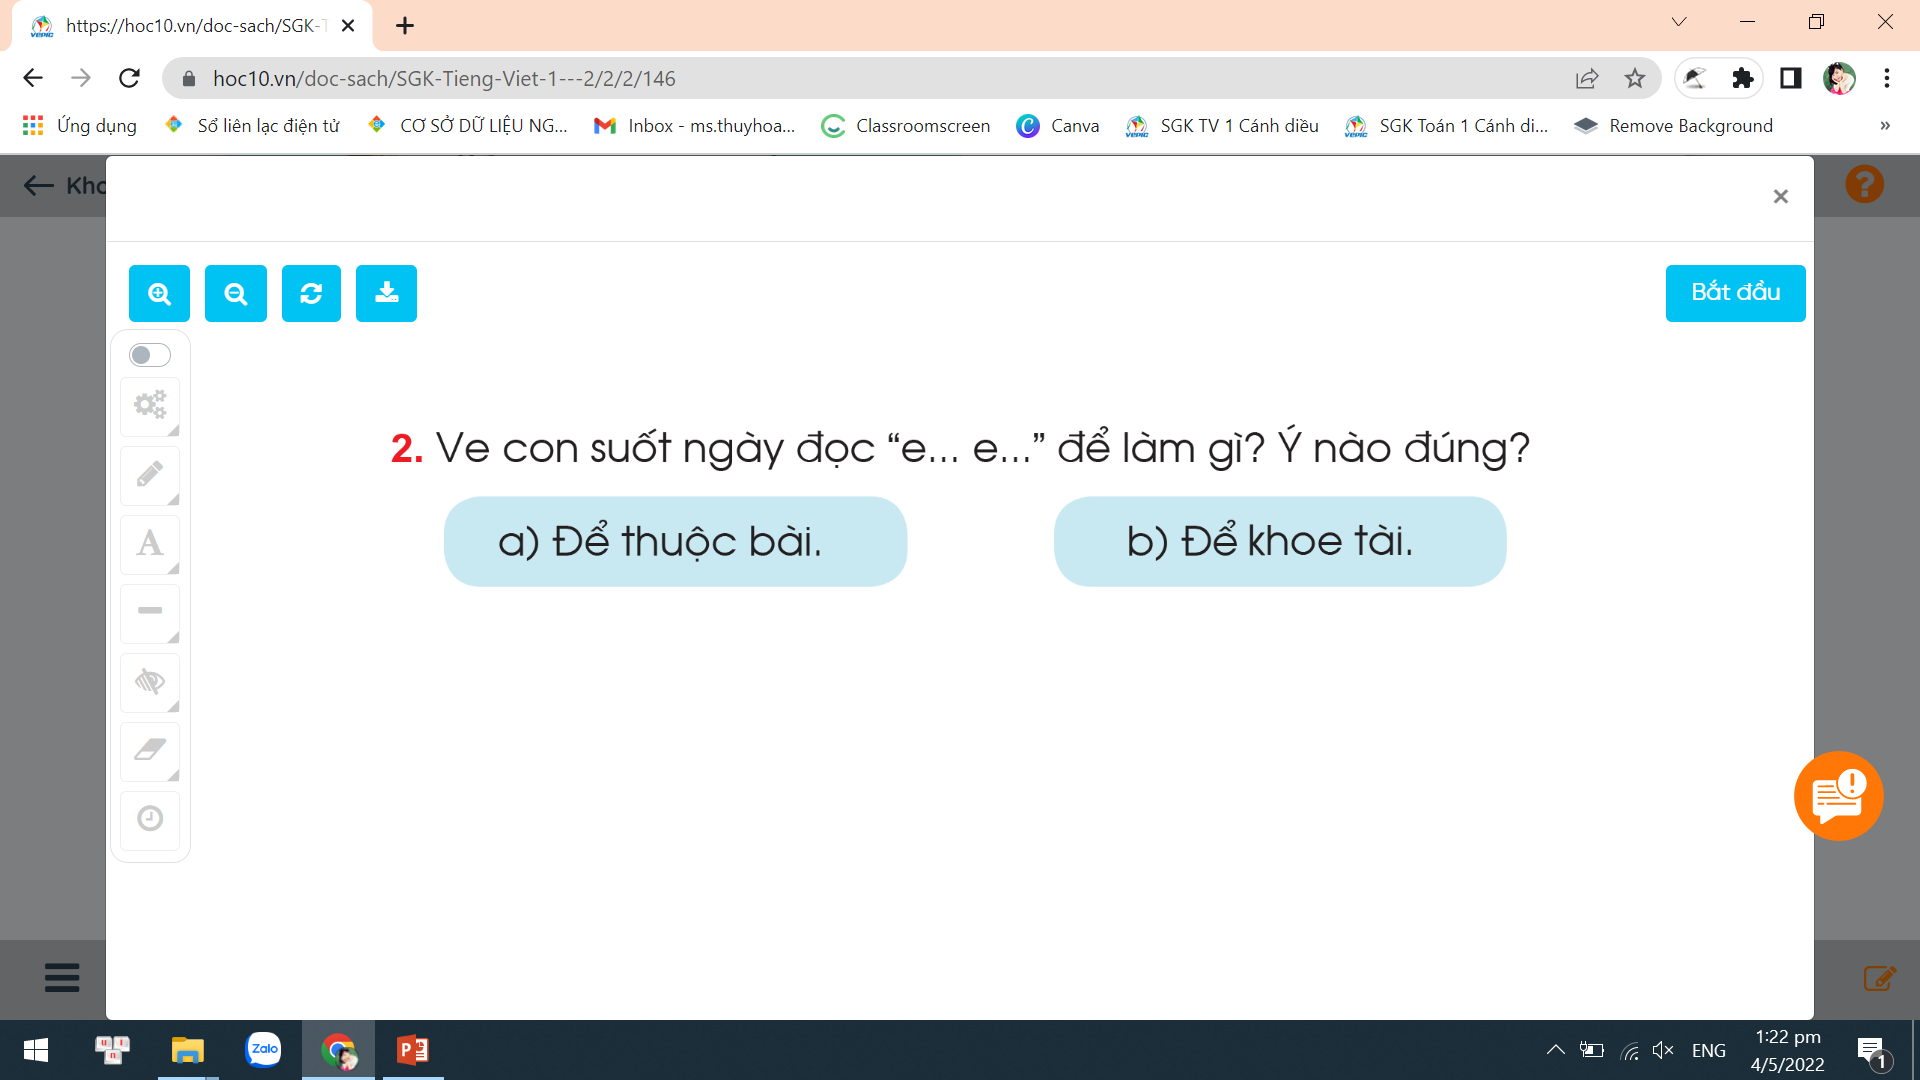 https://hoc10.vn/doc-sach/SGK-T
hoc10.vn/doc-sach/SGK-Tieng-Viet-1---2/2/2/146
Ứng dụng Sổ liên lạc điện tử CƠ SỞ DỮ LIỆU NG... Inbox - ms.thuyhoa... Classroomscreen Canva SGK TV 1 Cánh diều SGK Toán 1 Cánh di... Remove Background »
Kho
Bắt đầu
2. Ve con suốt ngày đọc “e... e...” để làm gì? Ý nào đúng?
a) Để thuộc bài. b) Để khoe tài.
Zalo
ENG
1:22 pm
4/5/2022
1